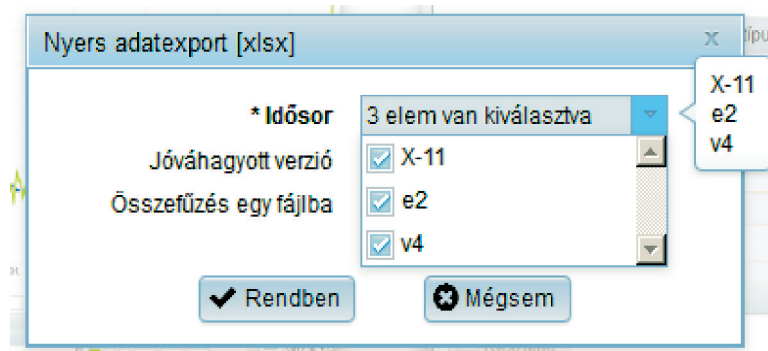 Nyers adatexport [xlsx]
x
típu
* Idősor
3 elem van kiválasztva
X-11
e2
v4
Jóváhagyott verzió
X-11
Összefűzés egy fájlba
e2
v4
Rendben
Mégsem